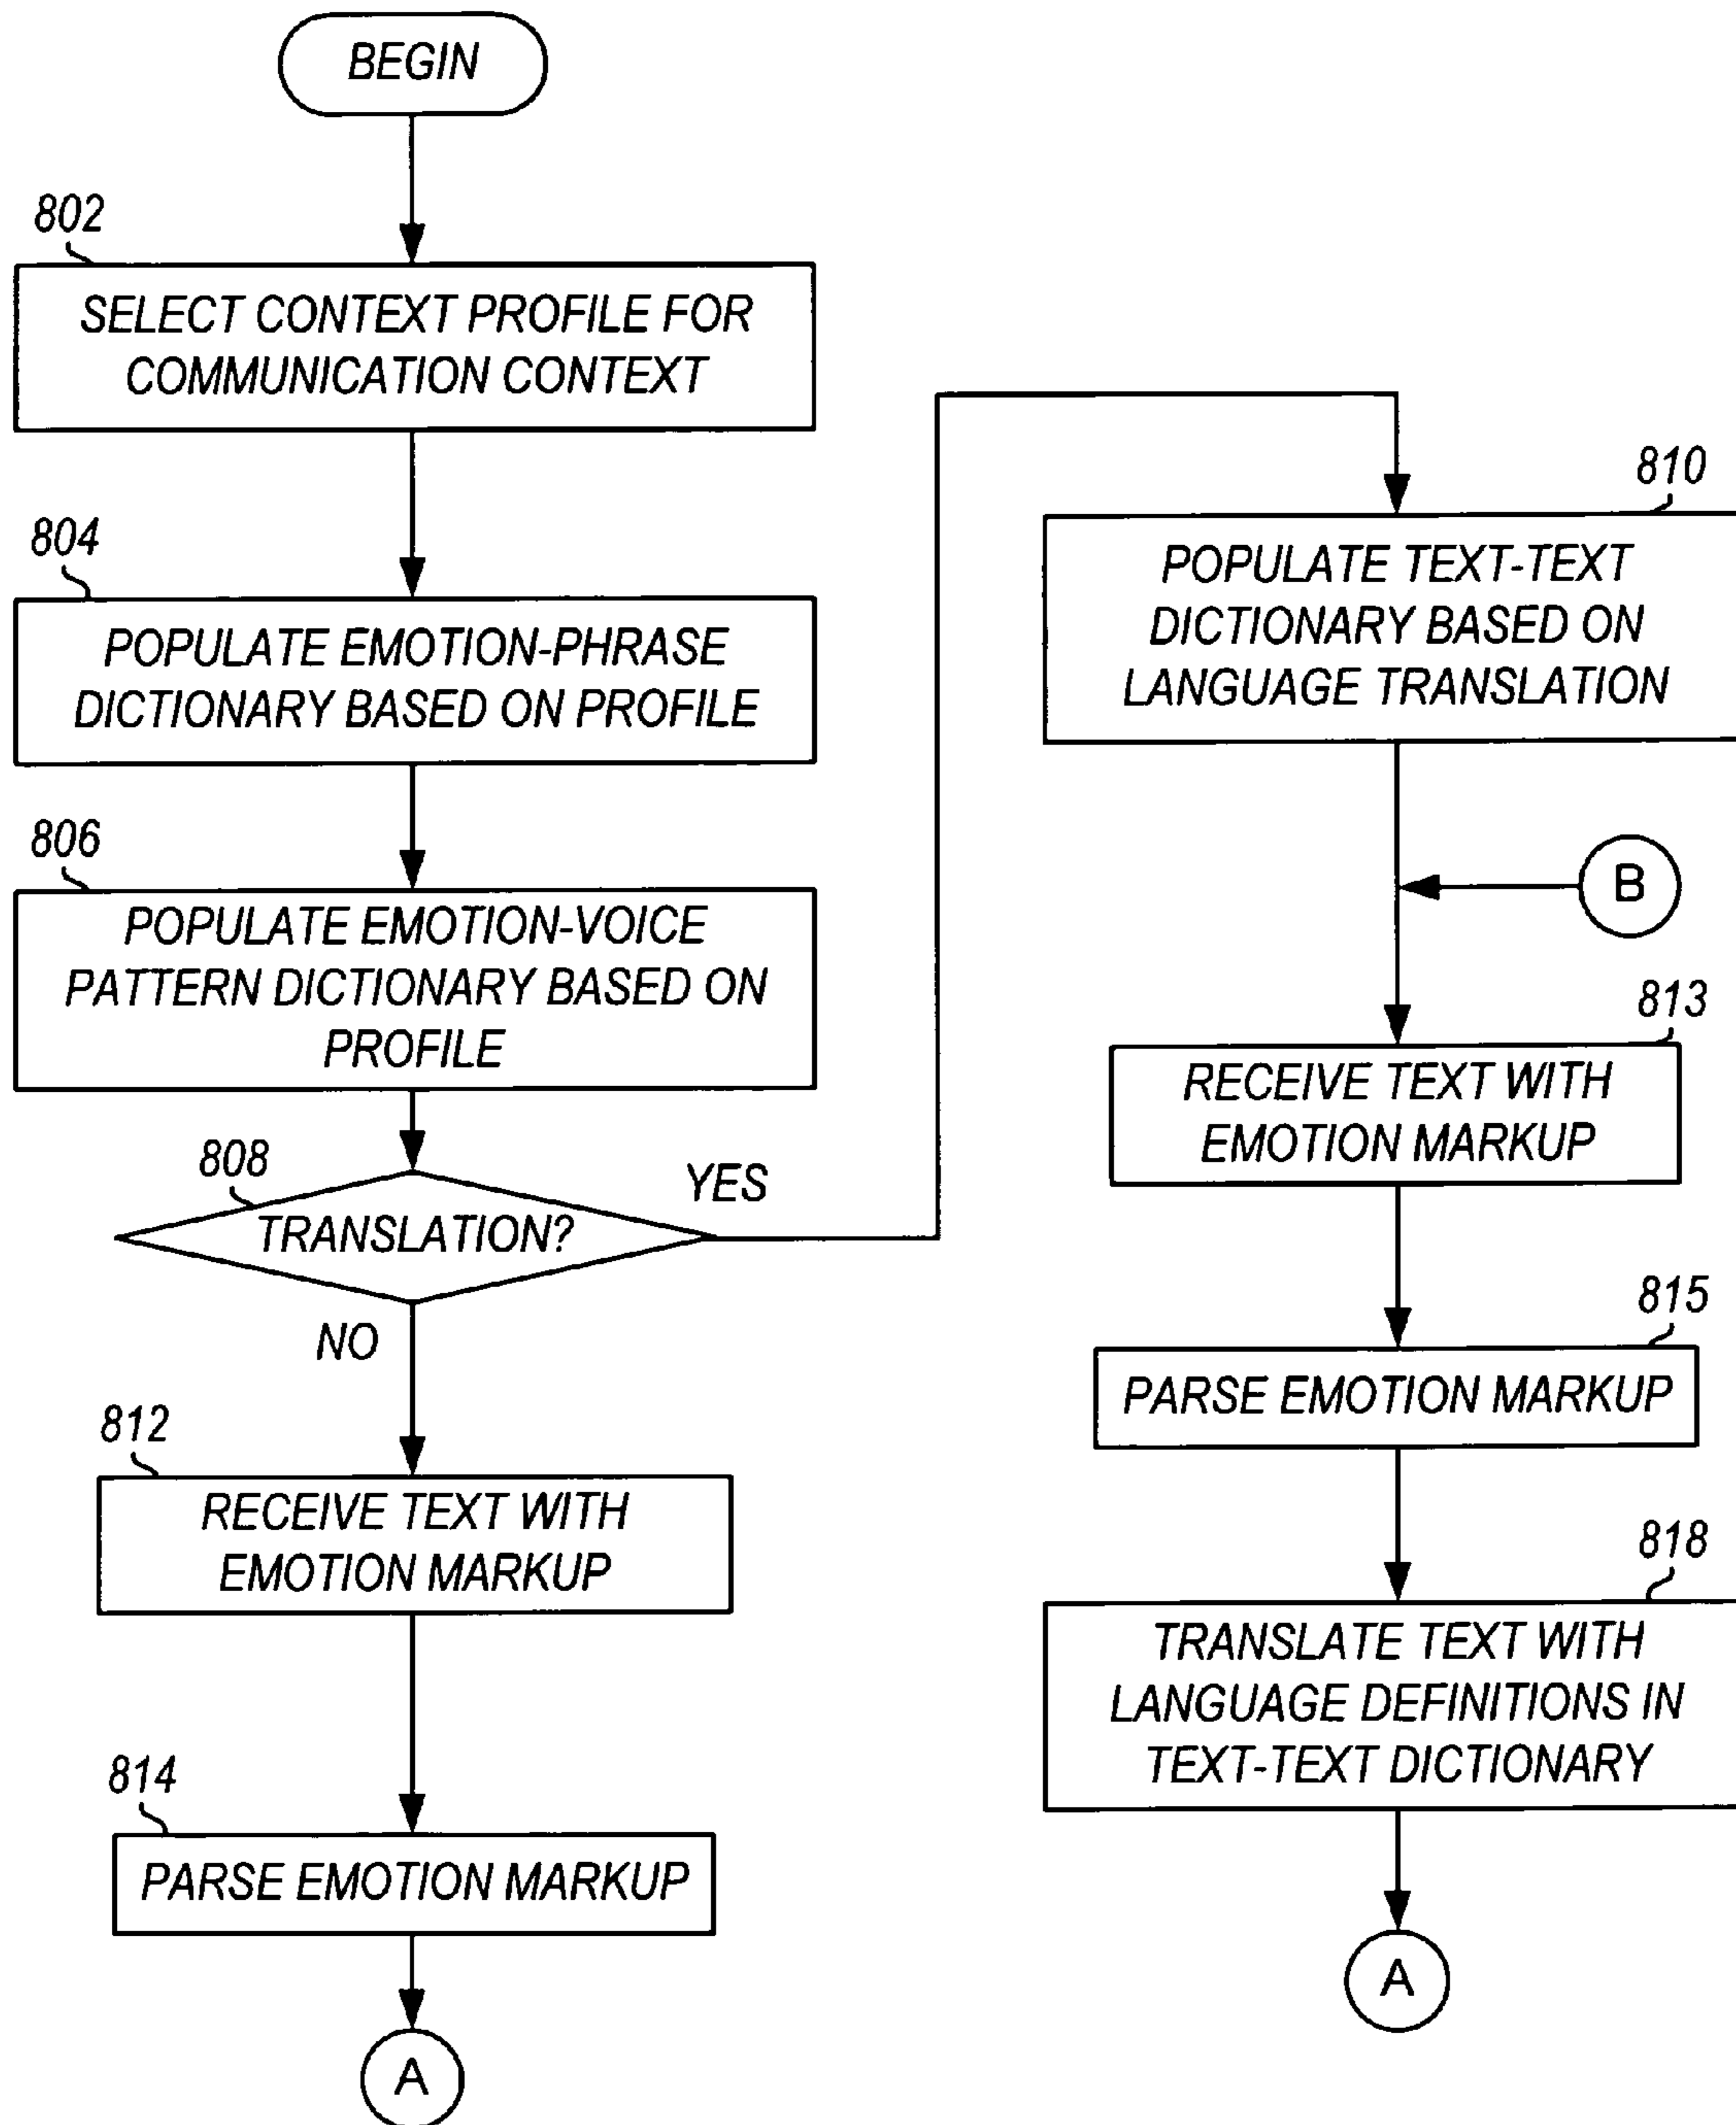 BEGIN
802
SELECT CONTEXT PROFILE FOR
COMMUNICATION CONTEXT
804
POPULATE EMOTION-PHRASE
DICTIONARY BASED ON PROFILE
806
POPULATE EMOTION-VOICE
PATTERN DICTIONARY BASED ON
PROFILE
808
TRANSLATION?
YES
NO
812
RECEIVE TEXT WITH
EMOTION MARKUP
814
PARSE EMOTION MARKUP
A
810
POPULATE TEXT-TEXT
DICTIONARY BASED ON
LANGUAGE TRANSLATION
B
813
RECEIVE TEXT WITH
EMOTION MARKUP
815
PARSE EMOTION MARKUP
818
TRANSLATE TEXT WITH
LANGUAGE DEFINITIONS IN
TEXT-TEXT DICTIONARY
A